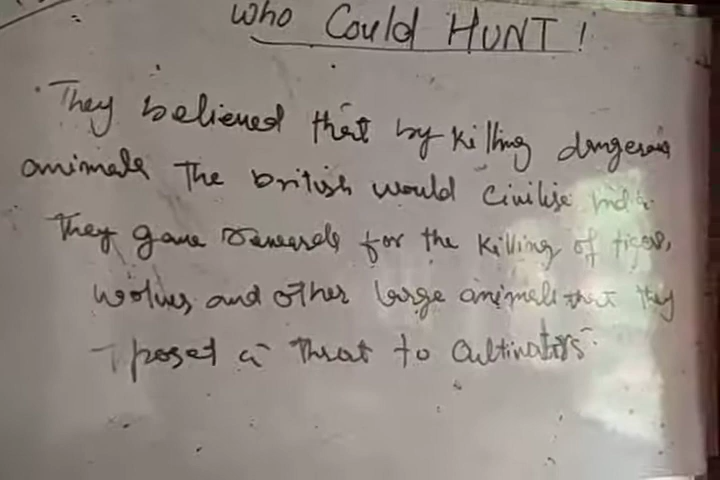 Who Could HUNT!
They believed that by killing dangerous
animals The british would Civilise India
They gave rewards for the killing of tigers,
wolves and other large animals that they
posed a Thrat to Cultivators